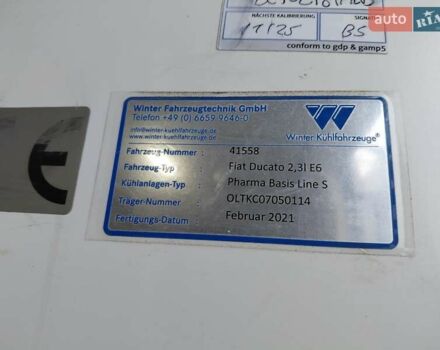 NÄCHSTE KALIBRIERUNG SIGNATUR
11/25 BS
conform to gdp & gamp5
auto RIA
Winter Fahrzeugtechnik GmbH
Telefon +49 (0) 6659-9646-0
info@winter-kuehlfahrzeuge.de
www.winter-kuehlfahrzeuge.de
Winter Kühlfahrzeuge®
Fahrzeug-Nummer : 41558
Fahrzeug-Typ : Fiat Ducato 2,3l E6
Kühlanlagen-Typ : Pharma Basis Line S
Träger-Nummer : OLTKC07050114
Fertigungs-Datum : Februar 2021
CE